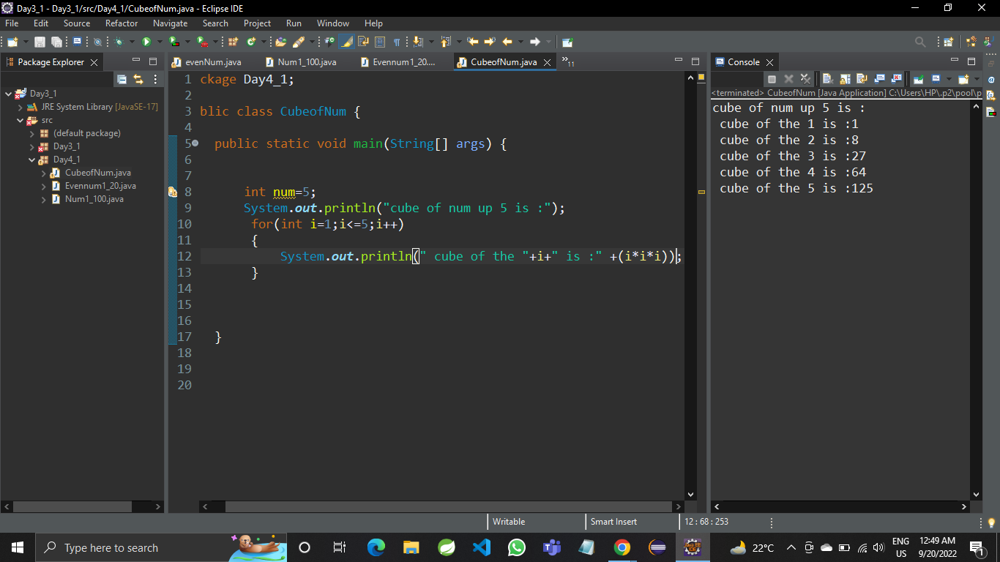 Day3_1 - Day3_1/src/Day4_1/CubeofNum.java - Eclipse IDE
File Edit Source Refactor Navigate Search Project Run Window Help
Package Explorer
Day3_1
JRE System Library [JavaSE-17]
src
(default package)
Day3_1
Day4_1
CubeofNum.java
Evennum1_20.java
Num1_100.java
evenNum.java Num1_100.java Evennum1_20.... CubeofNum.java »11
1 ckage Day4_1;
2
3 blic class CubeofNum {
4
5 public static void main(String[] args) {
6
7
8 int num=5;
9 System.out.println("cube of num up 5 is :");
10 for(int i=1;i<=5;i++)
11 {
12 System.out.println(" cube of the "+i+" is :" +(i*i*i));
13 }
14
15
16
17 }
18
19
20
Console
<terminated> CubeofNum [Java Application] C:\Users\HP\.p2\pool\p
cube of num up 5 is :
cube of the 1 is :1
cube of the 2 is :8
cube of the 3 is :27
cube of the 4 is :64
cube of the 5 is :125
Writable Smart Insert 12 : 68 : 253
Type here to search
22°C
ENG
US
12:49 AM
9/20/2022
1